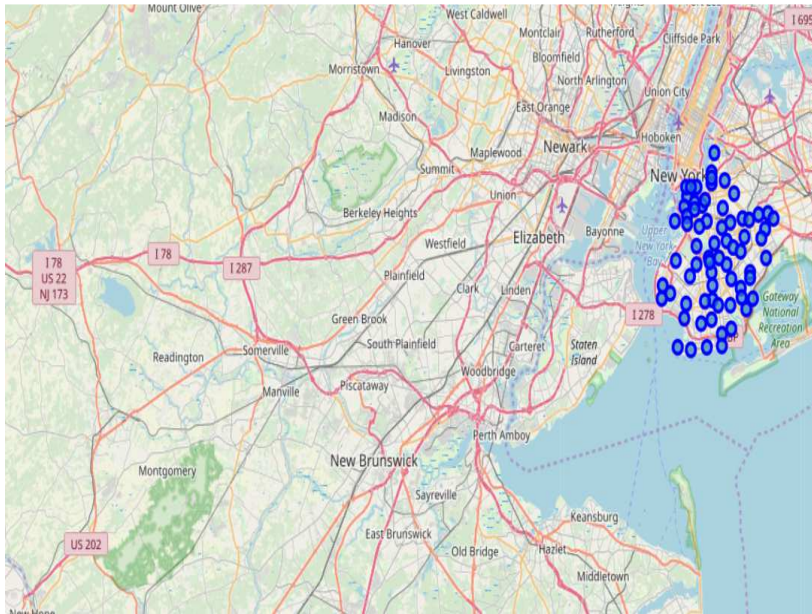 Mount Olive
West Caldwell
Montclair
Rutherford
Cliffside Park
I 695
Hanover
Bloomfield
Morristown
Livingston
North Arlington
Union City
East Orange
Madison
Hoboken
Maplewood
Newark
Summit
New York
Union
Berkeley Heights
Elizabeth
Bayonne
Upper
New York
Bay
Westfield
I 78
US 22
NJ 173
I 78
I 287
Plainfield
Clark
Linden
Gateway
National
Recreation
Area
Green Brook
I 278
Readington
Somerville
South Plainfield
Carteret
Staten
Island
Manville
Piscataway
Woodbridge
Perth Amboy
New Brunswick
Montgomery
Sayreville
Keansburg
East Brunswick
US 202
Old Bridge
Hazlet
Middletown
New Hope